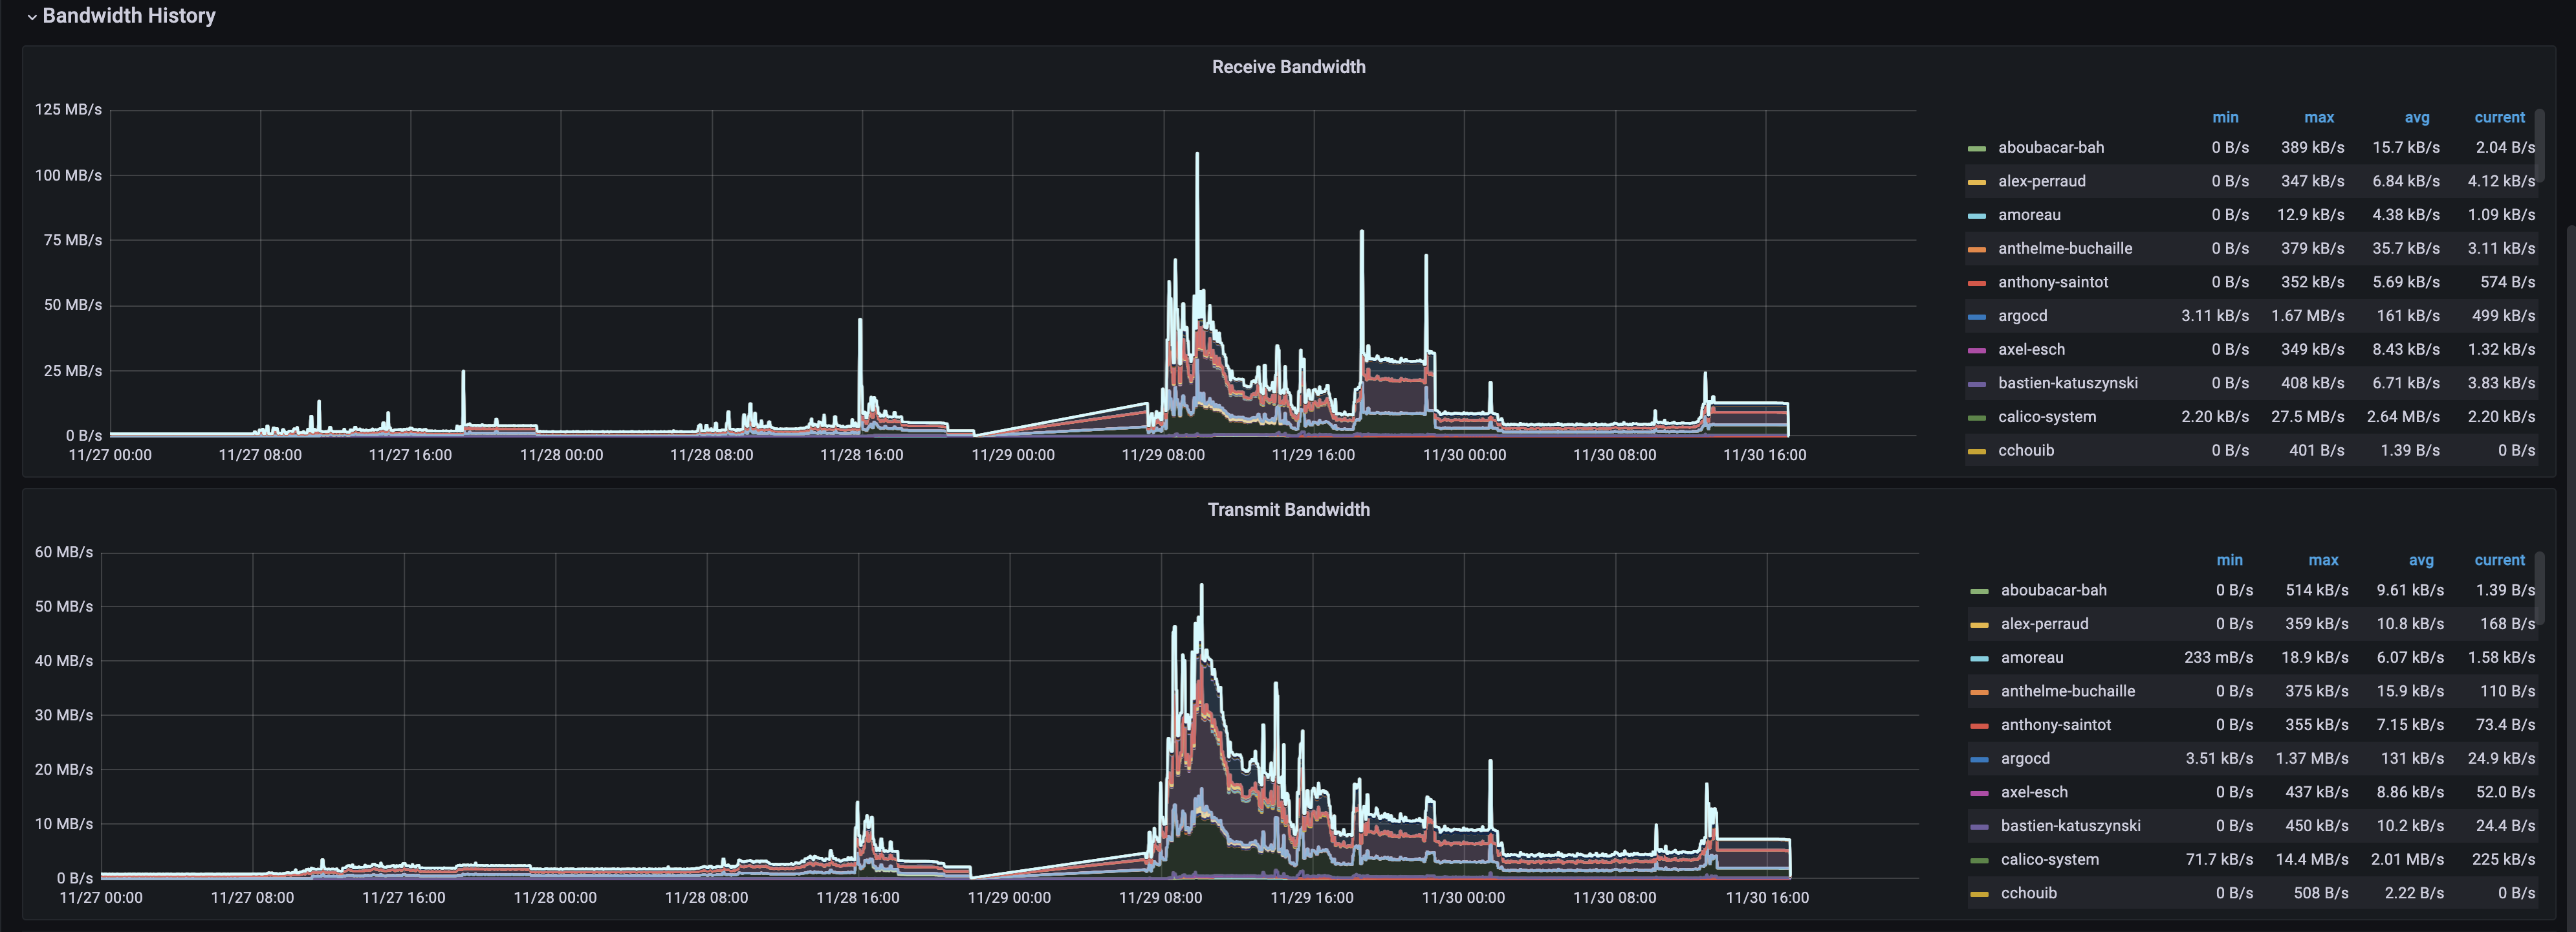 Bandwidth History
Receive Bandwidth
125 MB/s
100 MB/s
75 MB/s
50 MB/s
25 MB/s
0 B/s
11/27 00:00 11/27 08:00 11/27 16:00 11/28 00:00 11/28 08:00 11/28 16:00 11/29 00:00 11/29 08:00 11/29 16:00 11/30 00:00 11/30 08:00 11/30 16:00
min max avg current
aboubacar-bah 0 B/s 389 kB/s 15.7 kB/s 2.04 B/s
alex-perraud 0 B/s 347 kB/s 6.84 kB/s 4.12 kB/s
amoreau 0 B/s 12.9 kB/s 4.38 kB/s 1.09 kB/s
anthelme-buchaille 0 B/s 379 kB/s 35.7 kB/s 3.11 kB/s
anthony-saintot 0 B/s 352 kB/s 5.69 kB/s 574 B/s
argocd 3.11 kB/s 1.67 MB/s 161 kB/s 499 kB/s
axel-esch 0 B/s 349 kB/s 8.43 kB/s 1.32 kB/s
bastien-katuszynski 0 B/s 408 kB/s 6.71 kB/s 3.83 kB/s
calico-system 2.20 kB/s 27.5 MB/s 2.64 MB/s 2.20 kB/s
cchouib 0 B/s 401 B/s 1.39 B/s 0 B/s
Transmit Bandwidth
60 MB/s
50 MB/s
40 MB/s
30 MB/s
20 MB/s
10 MB/s
0 B/s
11/27 00:00 11/27 08:00 11/27 16:00 11/28 00:00 11/28 08:00 11/28 16:00 11/29 00:00 11/29 08:00 11/29 16:00 11/30 00:00 11/30 08:00 11/30 16:00
min max avg current
aboubacar-bah 0 B/s 514 kB/s 9.61 kB/s 1.39 B/s
alex-perraud 0 B/s 359 kB/s 10.8 kB/s 168 B/s
amoreau 233 mB/s 18.9 kB/s 6.07 kB/s 1.58 kB/s
anthelme-buchaille 0 B/s 375 kB/s 15.9 kB/s 110 B/s
anthony-saintot 0 B/s 355 kB/s 7.15 kB/s 73.4 B/s
argocd 3.51 kB/s 1.37 MB/s 131 kB/s 24.9 kB/s
axel-esch 0 B/s 437 kB/s 8.86 kB/s 52.0 B/s
bastien-katuszynski 0 B/s 450 kB/s 10.2 kB/s 24.4 B/s
calico-system 71.7 kB/s 14.4 MB/s 2.01 MB/s 225 kB/s
cchouib 0 B/s 508 B/s 2.22 B/s 0 B/s